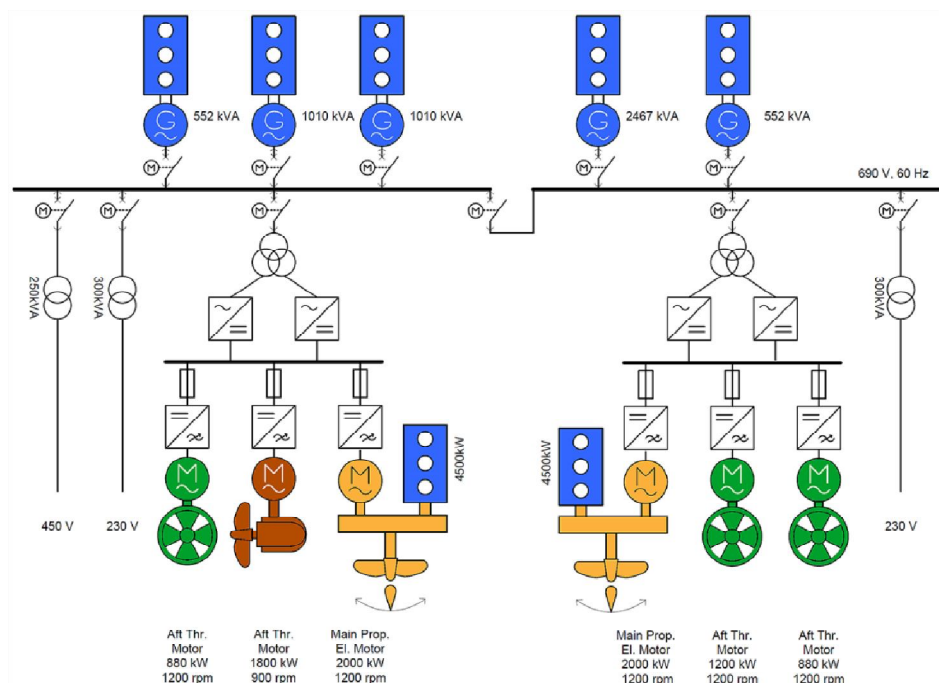 G
552 kVA
G
1010 kVA
G
1010 kVA
G
2467 kVA
G
552 kVA
M
M
M
M
M
690 V, 60 Hz
M
M
M
M
M
M
250kVA
300kVA
300kVA
4500kW
4500kW
M
M
M
M
M
M
450 V
230 V
230 V
Aft Thr.
Motor
880 kW
1200 rpm
Aft Thr.
Motor
1800 kW
900 rpm
Main Prop.
El. Motor
2000 kW
1200 rpm
Main Prop.
El. Motor
2000 kW
1200 rpm
Aft Thr.
Motor
1200 kW
1200 rpm
Aft Thr.
Motor
880 kW
1200 rpm